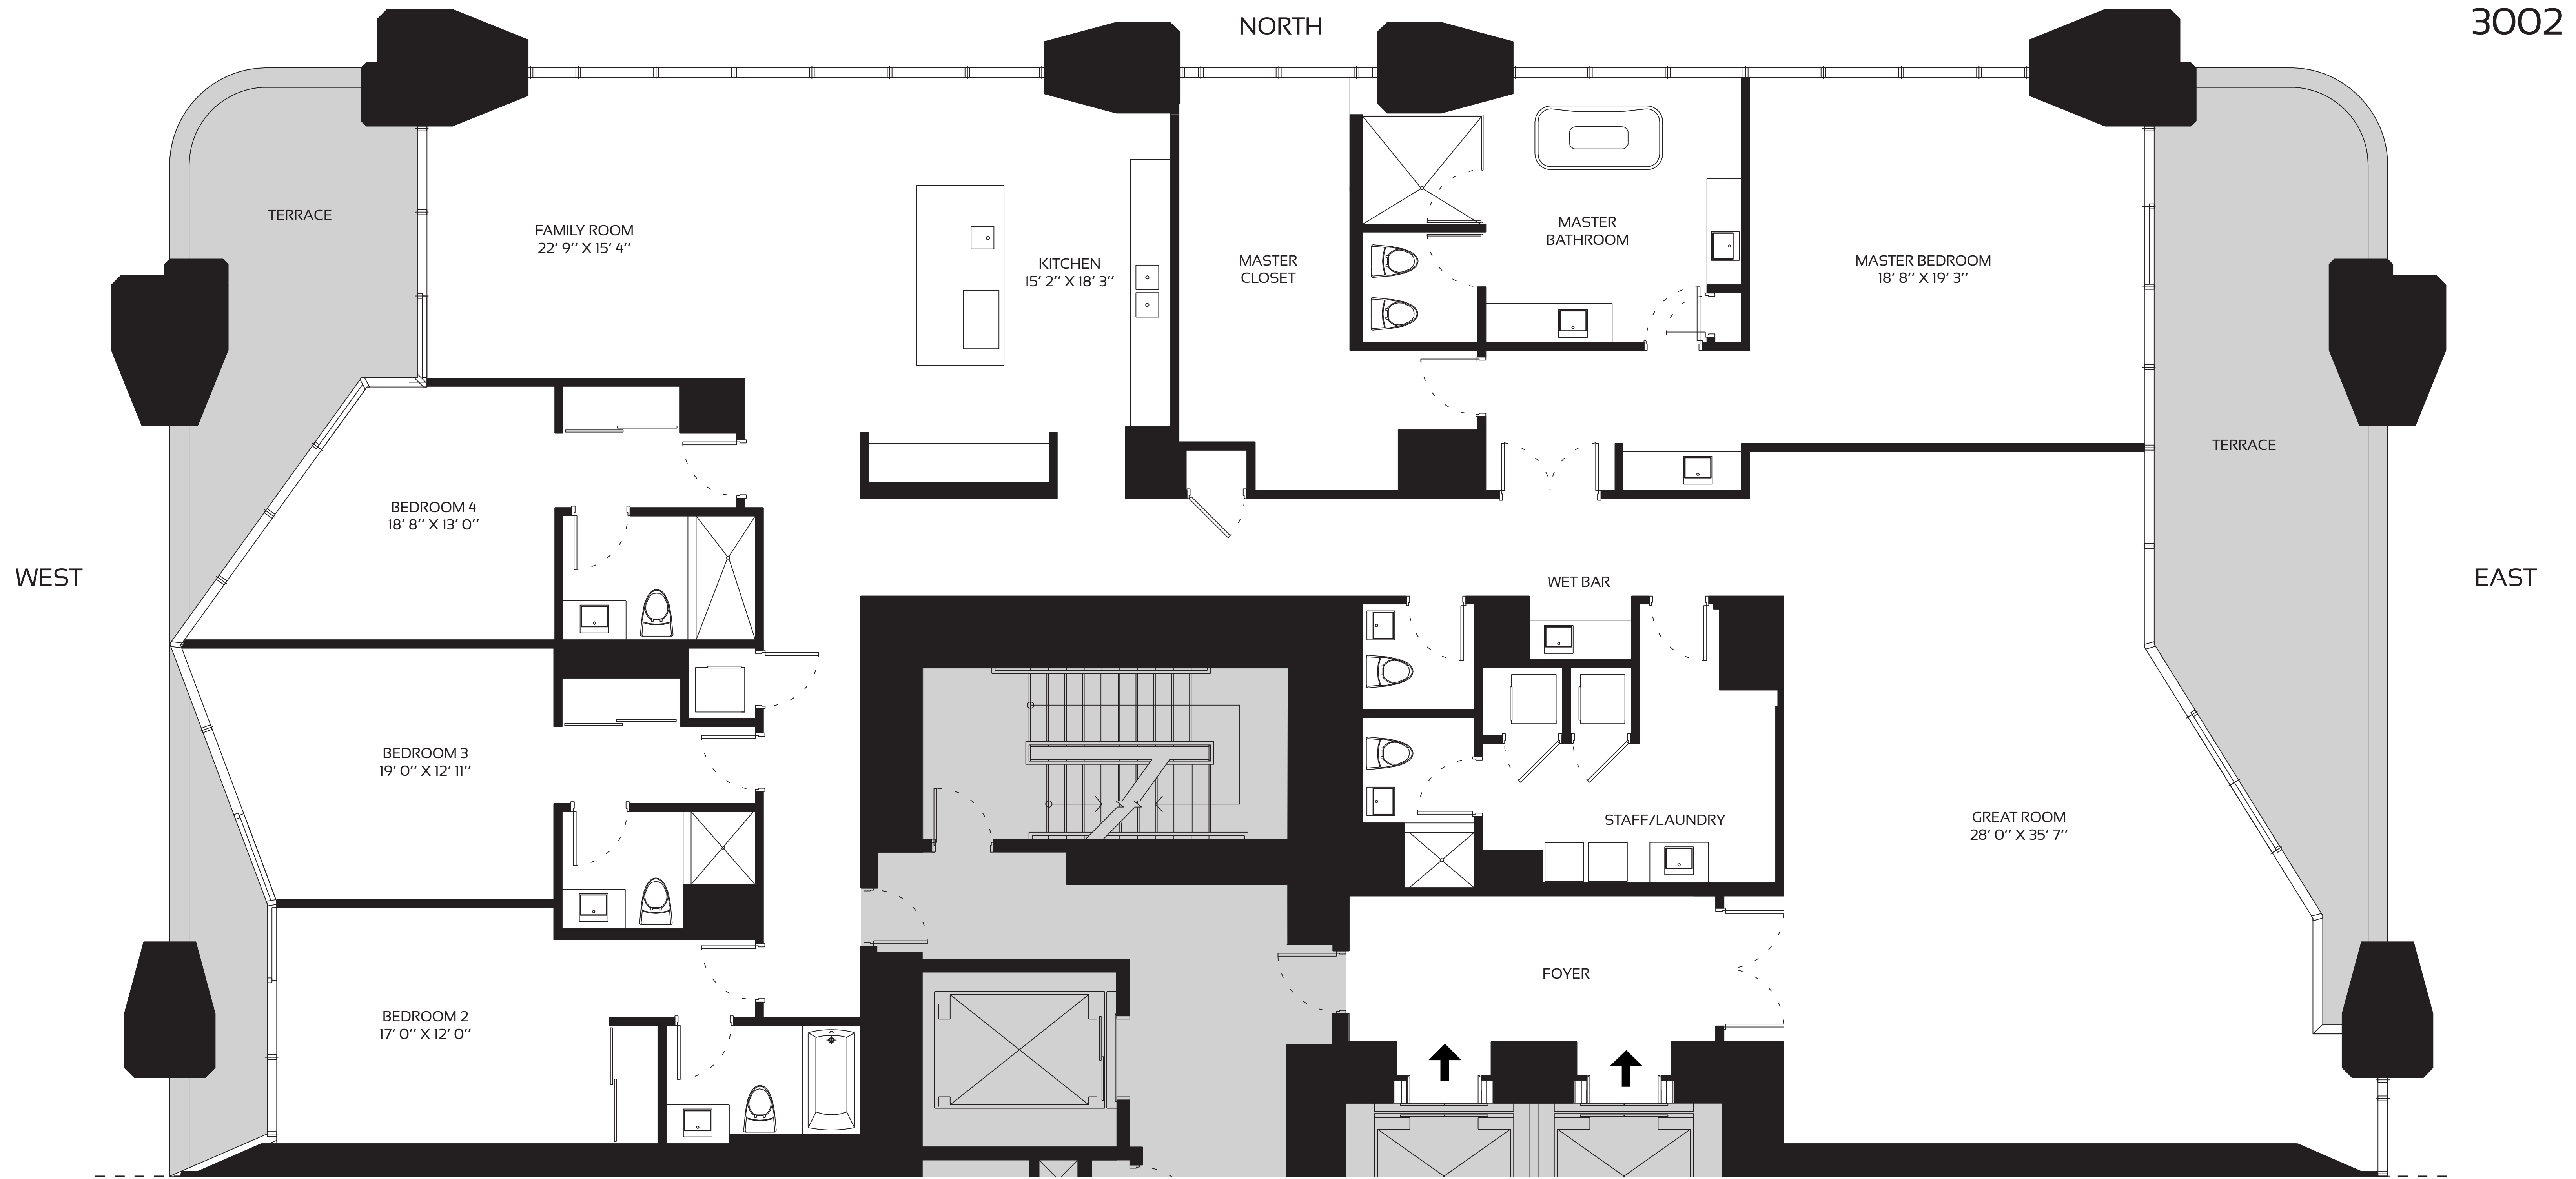 NORTH
3002
TERRACE
FAMILY ROOM
22' 9'' X 15' 4''
KITCHEN
15' 2'' X 18' 3''
MASTER
CLOSET
MASTER
BATHROOM
MASTER BEDROOM
18' 8'' X 19' 3''
TERRACE
BEDROOM 4
18' 8'' X 13' 0''
WEST
WET BAR
EAST
BEDROOM 3
19' 0'' X 12' 11''
STAFF/LAUNDRY
GREAT ROOM
28' 0'' X 35' 7''
FOYER
BEDROOM 2
17' 0'' X 12' 0''